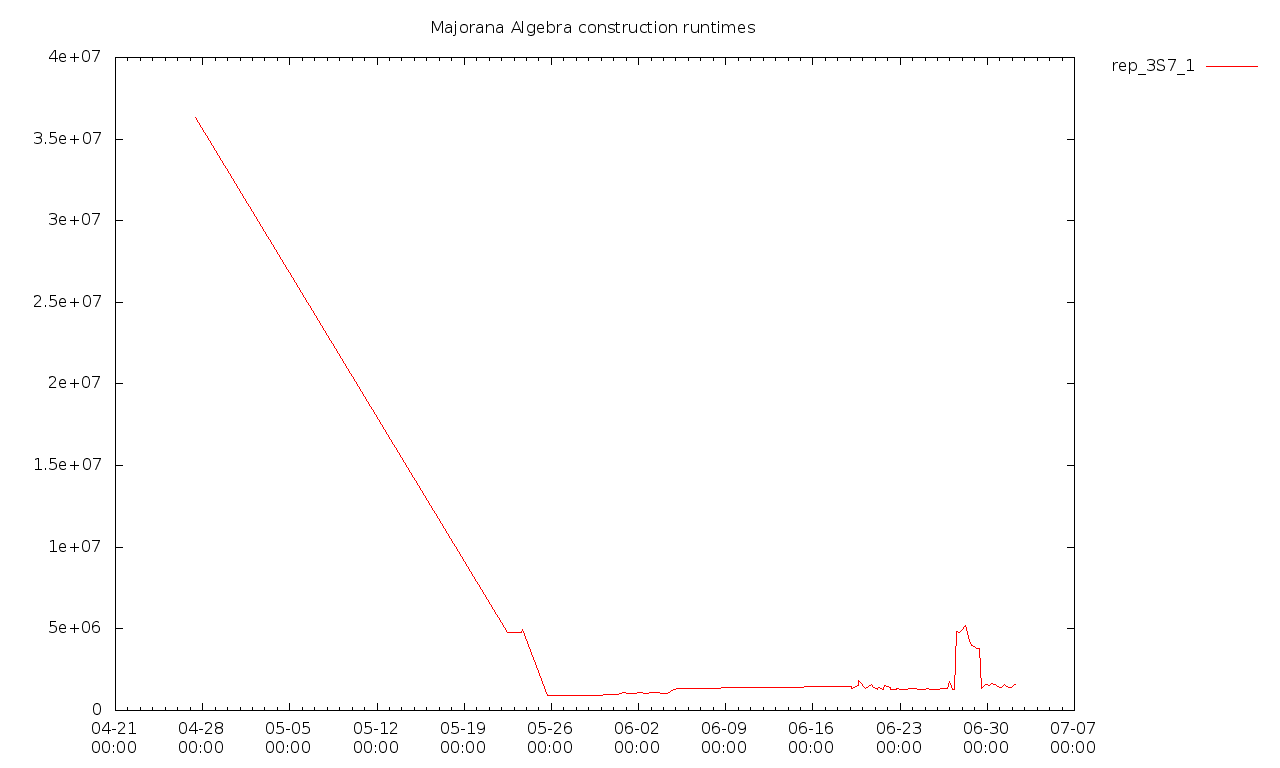 Majorana Algebra construction runtimes
rep_3S7_1
4e+07
3.5e+07
3e+07
2.5e+07
2e+07
1.5e+07
1e+07
5e+06
0
04-21 04-28 05-05 05-12 05-19 05-26 06-02 06-09 06-16 06-23 06-30 07-07
00:00 00:00 00:00 00:00 00:00 00:00 00:00 00:00 00:00 00:00 00:00 00:00